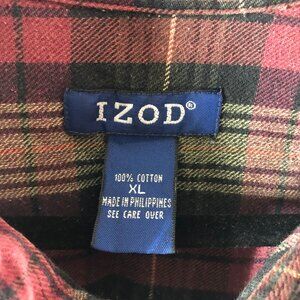 IZOD®
100% COTTON
XL
MADE IN PHILIPPINES
SEE CARE OVER